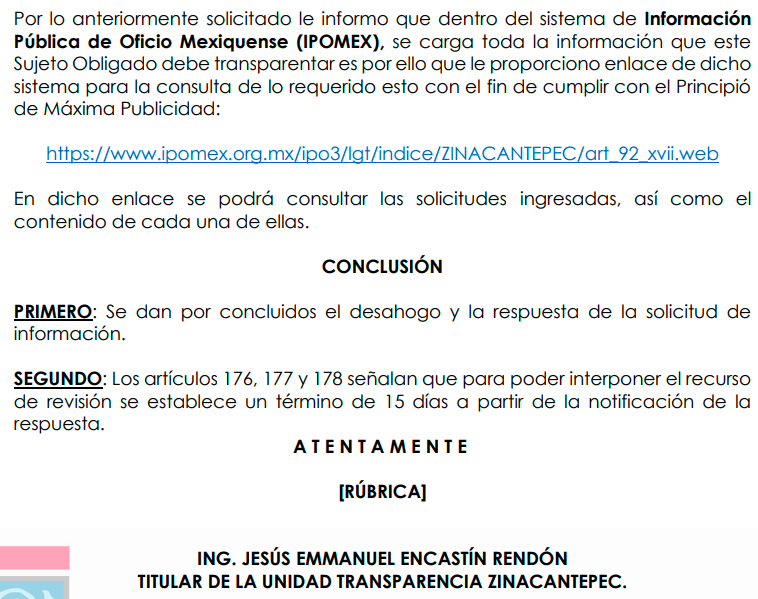 Por lo anteriormente solicitado le informo que dentro del sistema de Información
Pública de Oficio Mexiquense (IPOMEX), se carga toda la información que este
Sujeto Obligado debe transparentar es por ello que le proporciono enlace de dicho
sistema para la consulta de lo requerido esto con el fin de cumplir con el Principió
de Máxima Publicidad:
https://www.ipomex.org.mx/ipo3/lgt/indice/ZINACANTEPEC/art_92_xvii.web
En dicho enlace se podrá consultar las solicitudes ingresadas, así como el
contenido de cada una de ellas.
CONCLUSIÓN
PRIMERO: Se dan por concluidos el desahogo y la respuesta de la solicitud de
información.
SEGUNDO: Los artículos 176, 177 y 178 señalan que para poder interponer el recurso
de revisión se establece un término de 15 días a partir de la notificación de la
respuesta.
A T E N T A M E N T E
[RÚBRICA]
ING. JESÚS EMMANUEL ENCASTÍN RENDÓN
TITULAR DE LA UNIDAD TRANSPARENCIA ZINACANTEPEC.